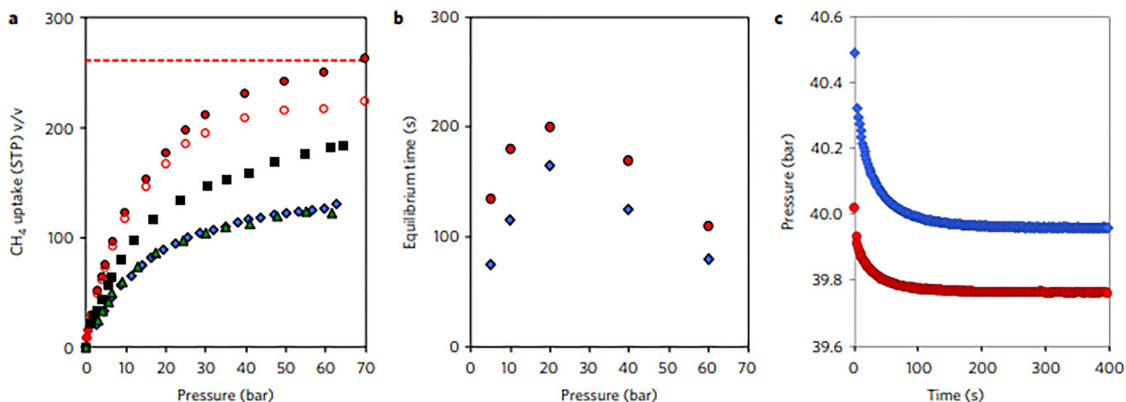 a
CH₄ uptake (STP) v/v
300
200
100
0
0 10 20 30 40 50 60 70
Pressure (bar)
b
Equilibrium time (s)
300
200
100
0
0 10 20 30 40 50 60 70
Pressure (bar)
c
Pressure (bar)
40.6
40.4
40.2
40.0
39.8
39.6
0 100 200 300 400
Time (s)